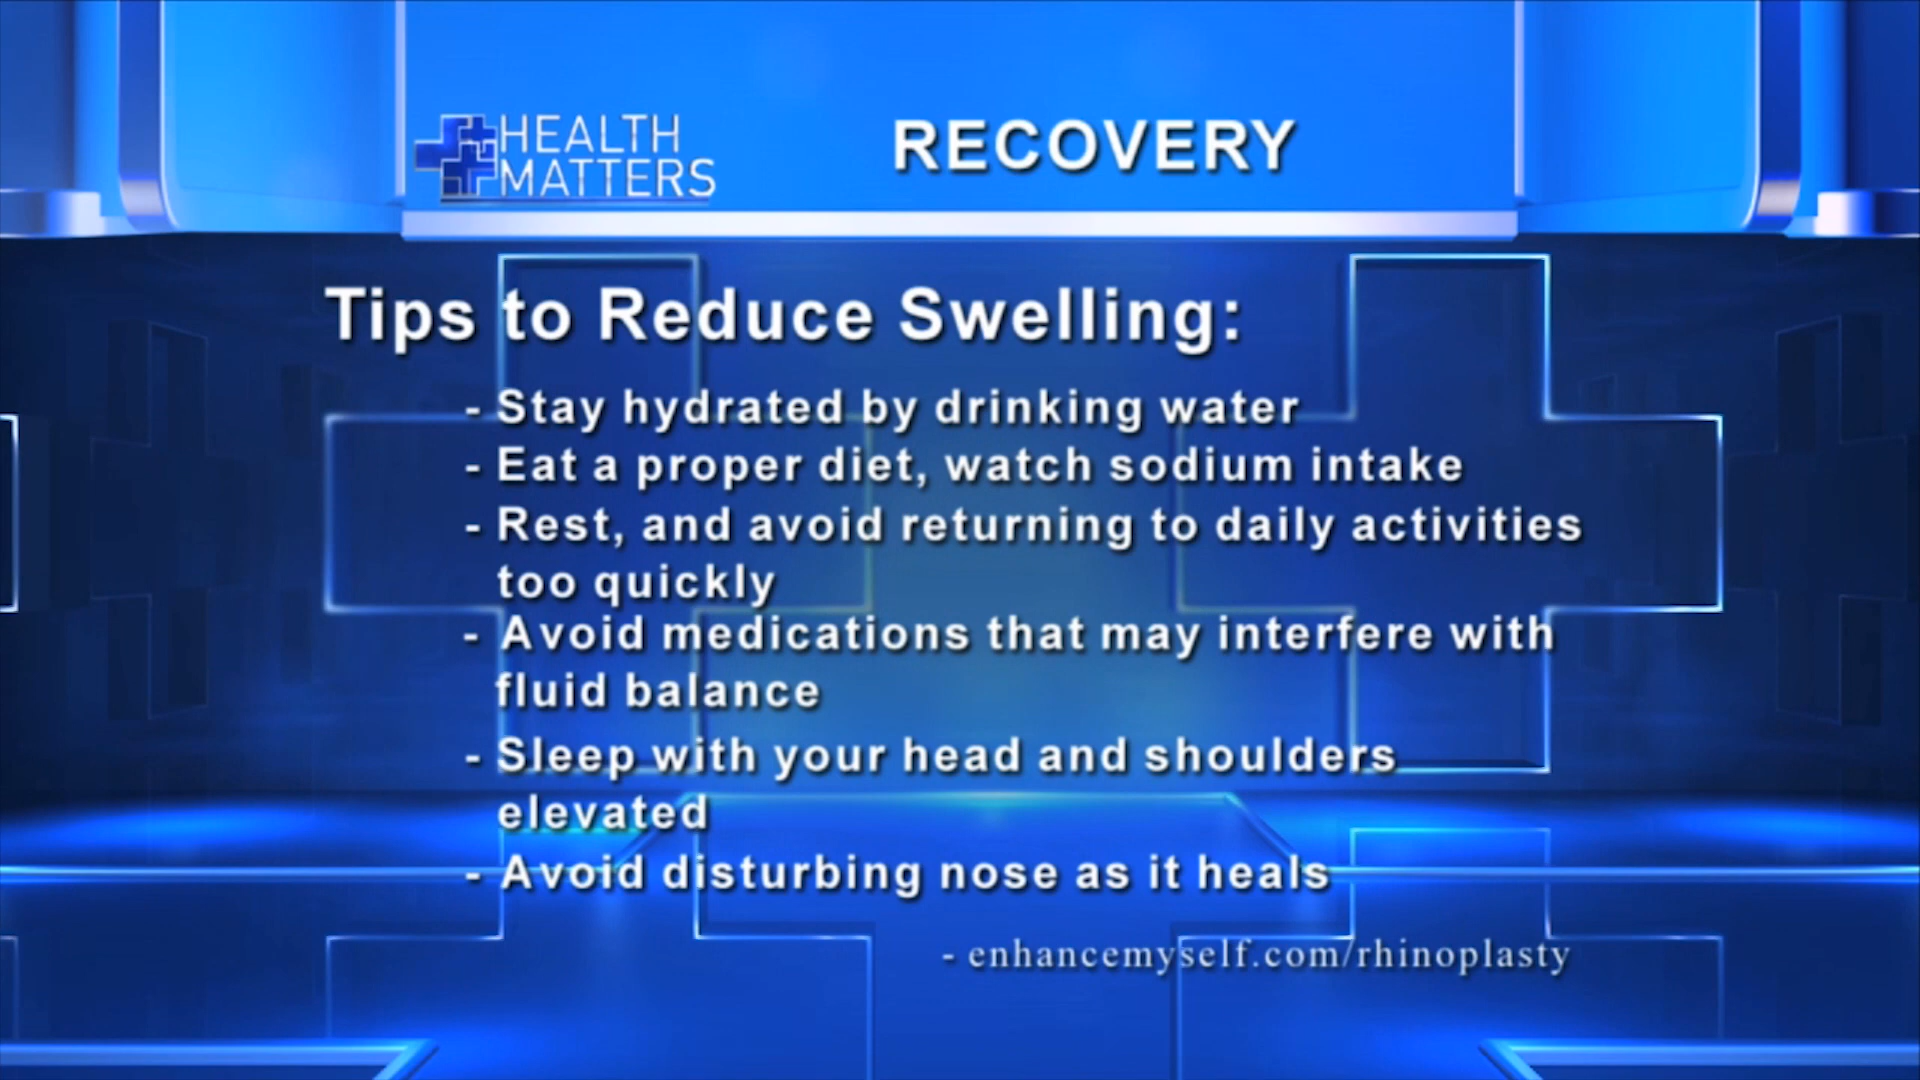 HEALTH
MATTERS
RECOVERY
Tips to Reduce Swelling:
- Stay hydrated by drinking water
- Eat a proper diet, watch sodium intake
- Rest, and avoid returning to daily activities
too quickly
- Avoid medications that may interfere with
fluid balance
- Sleep with your head and shoulders
elevated
- Avoid disturbing nose as it heals
- enhancemyself.com/rhinoplasty